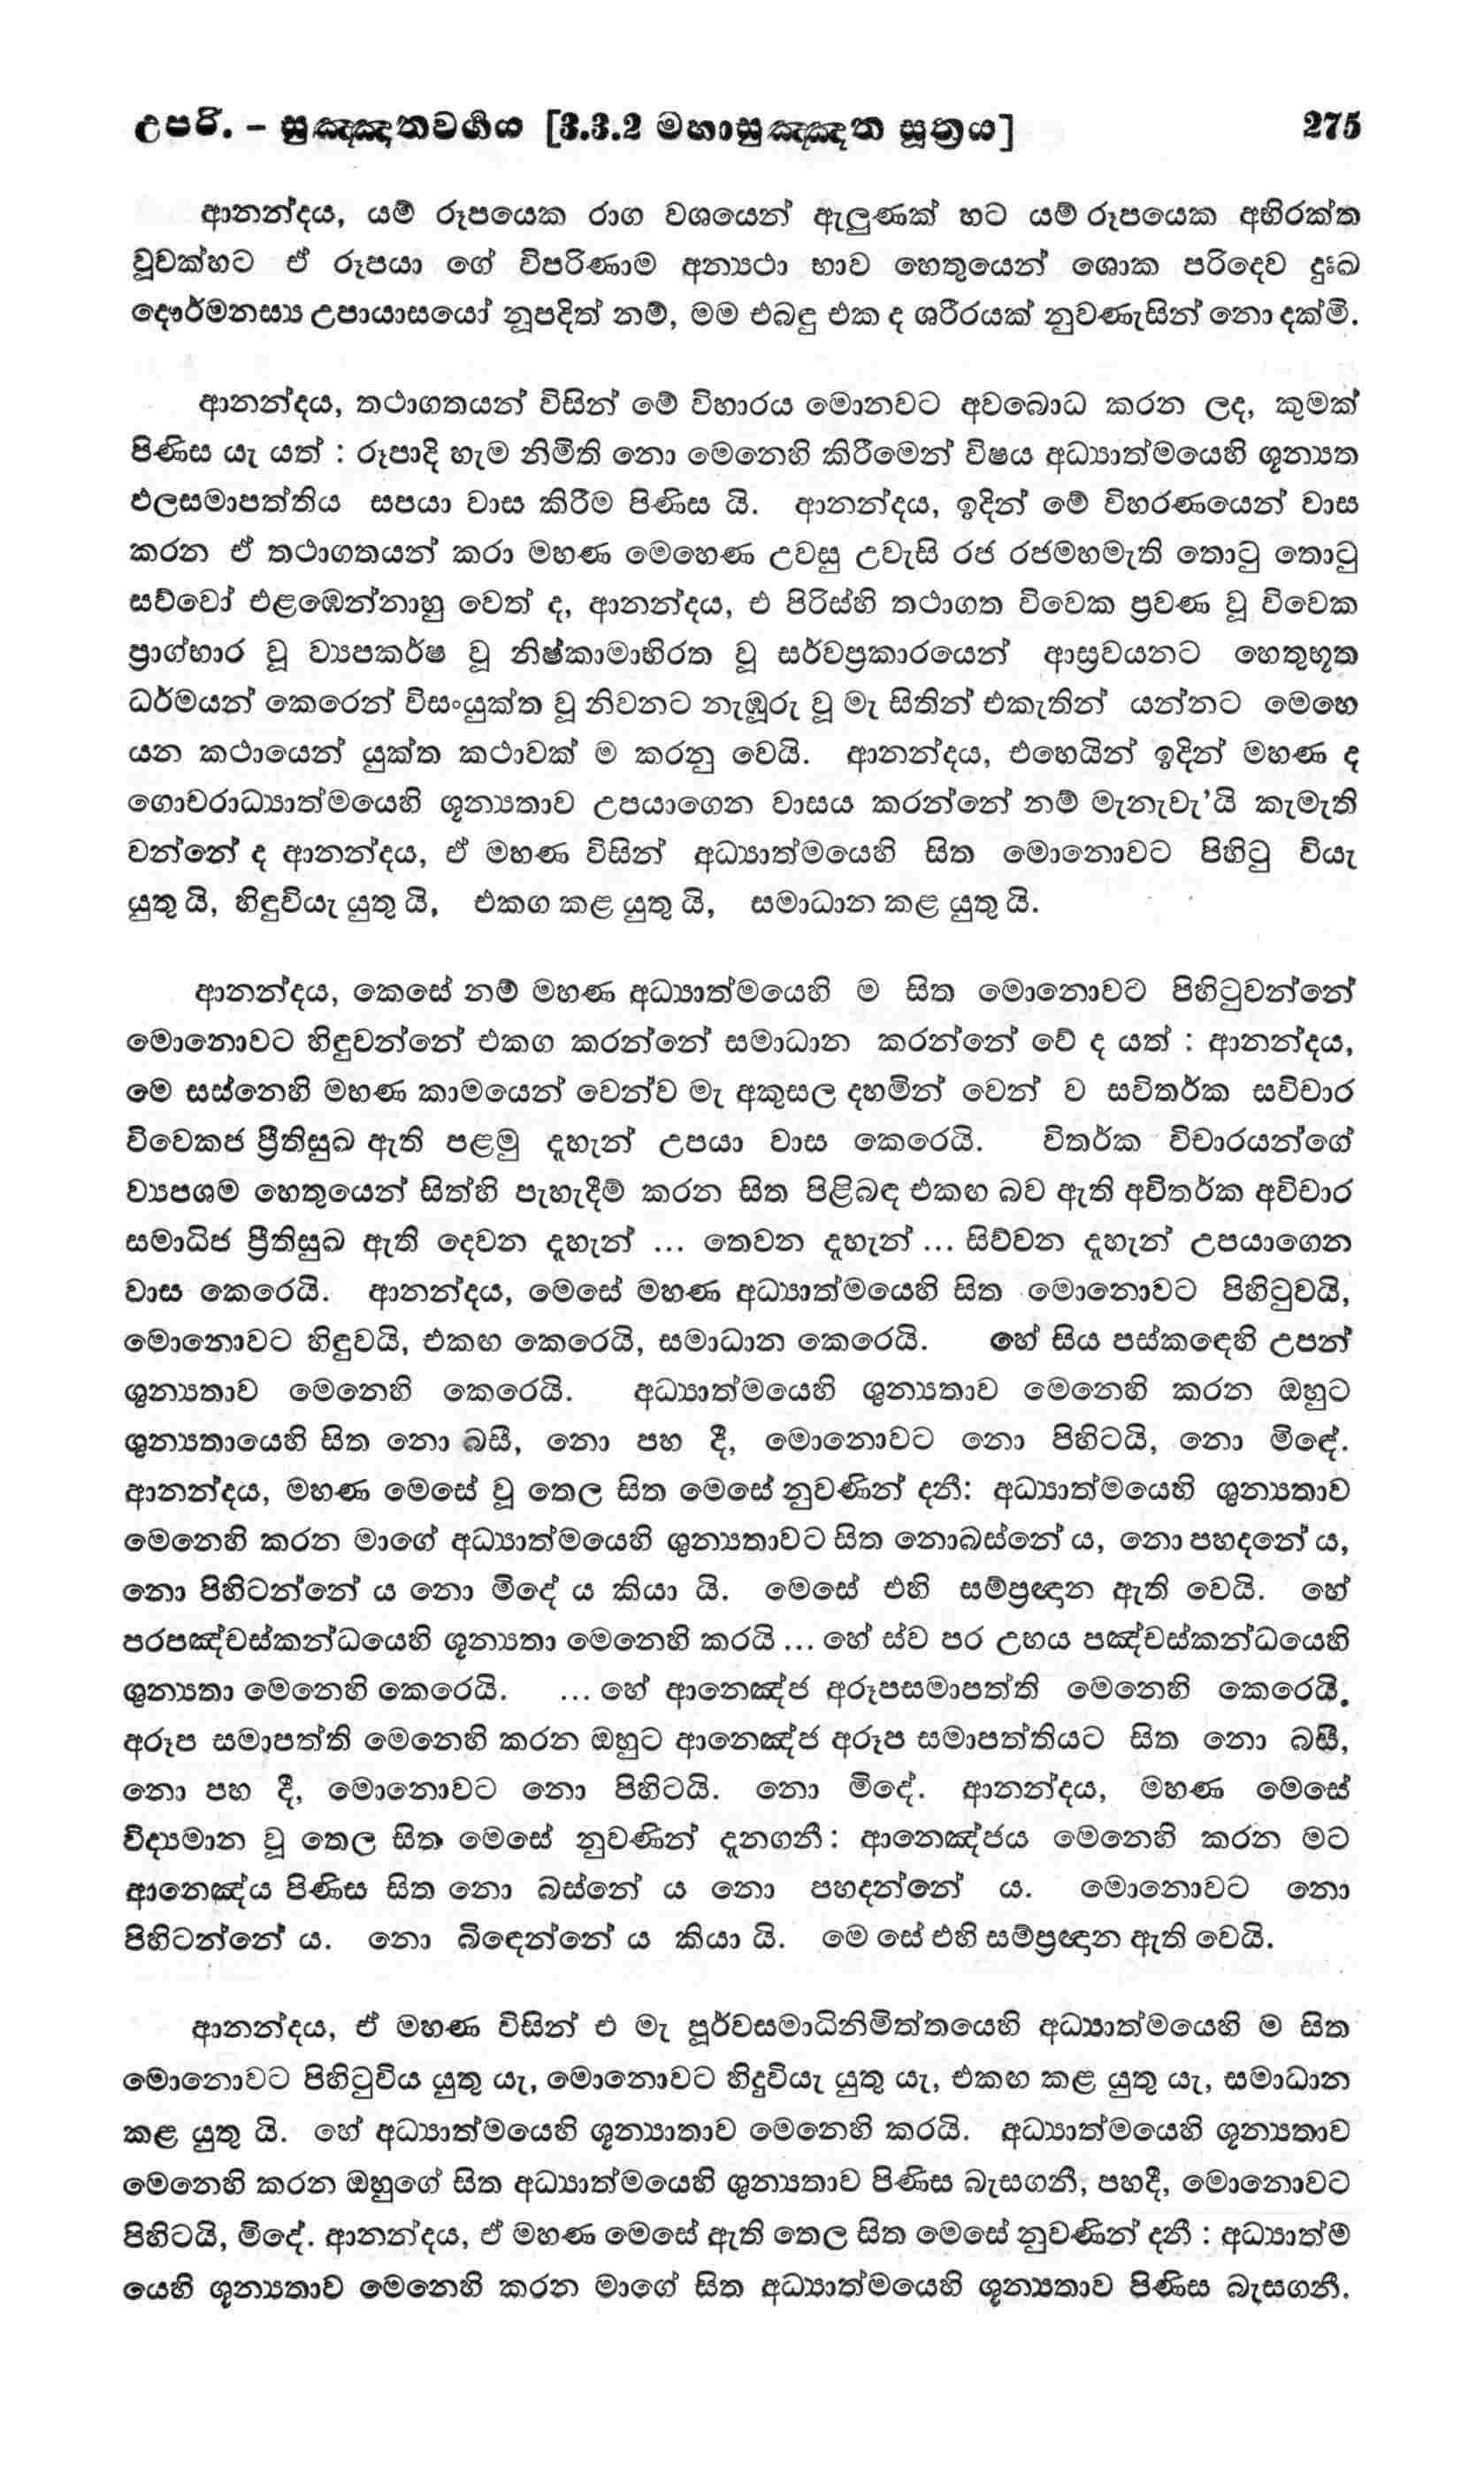 උපරි. – සුඤ්ඤතවර්ගය [3.3.2 මහාසුඤ්ඤත සූත්‍රය] 275
ආනන්දය, යම් රූපයෙක රාග වශයෙන් ඇලුණක් හට යම් රූපයෙක අභිරක්ත
වූවක්හට ඒ රූපයා ගේ විපරිණාම අන්‍යථා භාව හෙතුයෙන් ශොක පරිදෙව දුඃඛ
දෞර්මනස්‍ය උපායාසයෝ නූපදිත් නම්, මම එබඳු එක ද ශරීරයක් නුවණැසින් නො දක්මි.
ආනන්දය, තථාගතයන් විසින් මේ විහාරය මොනවට අවබොධ කරන ලද, කුමක්
පිණිස යැ යත් : රූපාදි හැම නිමිති නො මෙනෙහි කිරීමෙන් විෂය අධ්‍යාත්මයෙහි ශූන්‍යත
ඵලසමාපත්තිය සපයා වාස කිරීම පිණිස යි. ආනන්දය, ඉදින් මේ විහරණයෙන් වාස
කරන ඒ තථාගතයන් කරා මහණ මෙහෙණ උවසු උවැසි රජ රජමහමැති තොටු තොටු
සව්වෝ එළඹෙන්නාහු වෙත් ද, ආනන්දය, එ පිරිස්හි තථාගත විවෙක ප්‍රවණ වූ විවෙක
ප්‍රාග්භාර වූ ව්‍යපකර්ෂ වූ නිෂ්කාමාභිරත වූ සර්වප්‍රකාරයෙන් ආස්‍රවයනට හෙතුභූත
ධර්මයන් කෙරෙන් විසංයුක්ත වූ නිවනට නැඹූරු වූ මැ සිතින් එකැතින් යන්නට මෙහෙ
යන කථායෙන් යුක්ත කථාවක් ම කරනු වෙයි. ආනන්දය, එහෙයින් ඉදින් මහණ ද
ගොචරාධ්‍යාත්මයෙහි ශූන්‍යතාව උපයාගෙන වාසය කරන්නේ නම් මැනැවැ’යි කැමැති
වන්නේ ද ආනන්දය, ඒ මහණ විසින් අධ්‍යාත්මයෙහි සිත මොනොවට පිහිටු වියැ
යුතු යි, හිඳුවියැ යුතු යි, එකග කළ යුතු යි, සමාධාන කළ යුතු යි.
ආනන්දය, කෙසේ නම් මහණ අධ්‍යාත්මයෙහි ම සිත මොනොවට පිහිටුවන්නේ
මොනොවට හිඳුවන්නේ එකග කරන්නේ සමාධාන කරන්නේ වේ ද යත් : ආනන්දය,
මෙ සස්නෙහි මහණ කාමයෙන් වෙන්ව මැ අකුසල දහමින් වෙන් ව සවිතර්ක සවිචාර
විවෙකජ ප්‍රීතිසුඛ ඇති පළමු දැහැන් උපයා වාස කෙරෙයි. විතර්ක විචාරයන්ගේ
ව්‍යපශම හෙතුයෙන් සිත්හි පැහැදීම් කරන සිත පිළිබඳ එකඟ බව ඇති අවිතර්ක අවිචාර
සමාධිජ ප්‍රීතිසුඛ ඇති දෙවන දැහැන් ... තෙවන දැහැන් ... සිව්වන දැහැන් උපයාගෙන
වාස කෙරෙයි. ආනන්දය, මෙසේ මහණ අධ්‍යාත්මයෙහි සිත මොනොවට පිහිටුවයි,
මොනොවට හිඳුවයි, එකඟ කෙරෙයි, සමාධාන කෙරෙයි. හේ සිය පස්කඳෙහි උපන්
ශුන්‍යතාව මෙනෙහි කෙරෙයි. අධ්‍යාත්මයෙහි ශුන්‍යතාව මෙනෙහි කරන ඔහුට
ශුන්‍යතායෙහි සිත නො බසී, නො පහ දී, මොනොවට නො පිහිටයි, නො මිඳේ.
ආනන්දය, මහණ මෙසේ වූ තෙල සිත මෙසේ නුවණින් දනී: අධ්‍යාත්මයෙහි ශුන්‍යතාව
මෙනෙහි කරන මාගේ අධ්‍යාත්මයෙහි ශුන්‍යතාවට සිත නොබස්නේ ය, නො පහදනේ ය,
නො පිහිටන්නේ ය නො මිදේ ය කියා යි. මෙසේ එහි සම්ප්‍රඥාන ඇති වෙයි. හේ
පරපඤ්චස්කන්ධයෙහි ශූන්‍යතා මෙනෙහි කරයි ... හේ ස්ව පර උභය පඤ්චස්කන්ධයෙහි
ශුන්‍යතා මෙනෙහි කෙරෙයි. ... හේ ආනෙඤ්ජ අරූපසමාපත්ති මෙනෙහි කෙරෙයි.
අරූප සමාපත්ති මෙනෙහි කරන ඔහුට ආනෙඤ්ජ අරූප සමාපත්තියට සිත නො බසී,
නො පහ දී, මොනොවට නො පිහිටයි. නො මිදේ. ආනන්දය, මහණ මෙසේ
විද්‍යමාන වූ තෙල සිත මෙසේ නුවණින් දැනගනී: ආනෙඤ්ජය මෙනෙහි කරන මට
ආනෙඤ්ය පිණිස සිත නො බස්නේ ය නො පහදන්නේ ය. මොනොවට නො
පිහිටන්නේ ය. නො බිඳෙන්නේ ය කියා යි. මෙ සේ එහි සම්ප්‍රඥාන ඇති වෙයි.
ආනන්දය, ඒ මහණ විසින් එ මැ පූර්වසමාධිනිමිත්තයෙහි අධ්‍යාත්මයෙහි ම සිත
මොනොවට පිහිටුවිය යුතු යැ, මොනොවට හිදුවියැ යුතු යැ, එකඟ කළ යුතු යැ, සමාධාන
කළ යුතු යි. හේ අධ්‍යාත්මයෙහි ශූන්‍යාතාව මෙනෙහි කරයි. අධ්‍යාත්මයෙහි ශූන්‍යතාව
මෙනෙහි කරන ඔහුගේ සිත අධ්‍යාත්මයෙහි ශුන්‍යතාව පිණිස බැසගනී, පහදී, මොනොවට
පිහිටයි, මිදේ. ආනන්දය, ඒ මහණ මෙසේ ඇති තෙල සිත මෙසේ නුවණින් දනී : අධ්‍යාත්ම
යෙහි ශූන්‍යතාව මෙනෙහි කරන මාගේ සිත අධ්‍යාත්මයෙහි ශූන්‍යතාව පිණිස බැසගනී.